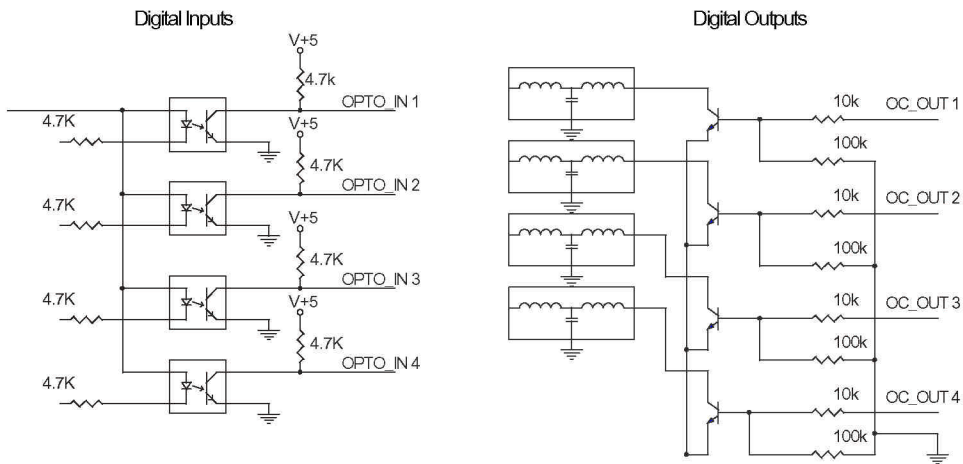 Digital Inputs
V+5
4.7k
OPTO_IN 1
4.7K
V+5
4.7K
OPTO_IN 2
4.7K
V+5
4.7K
OPTO_IN 3
4.7K
V+5
4.7K
OPTO_IN 4
4.7K
Digital Outputs
10k
OC_OUT 1
100k
10k
OC_OUT 2
100k
10k
OC_OUT 3
100k
10k
OC_OUT 4
100k